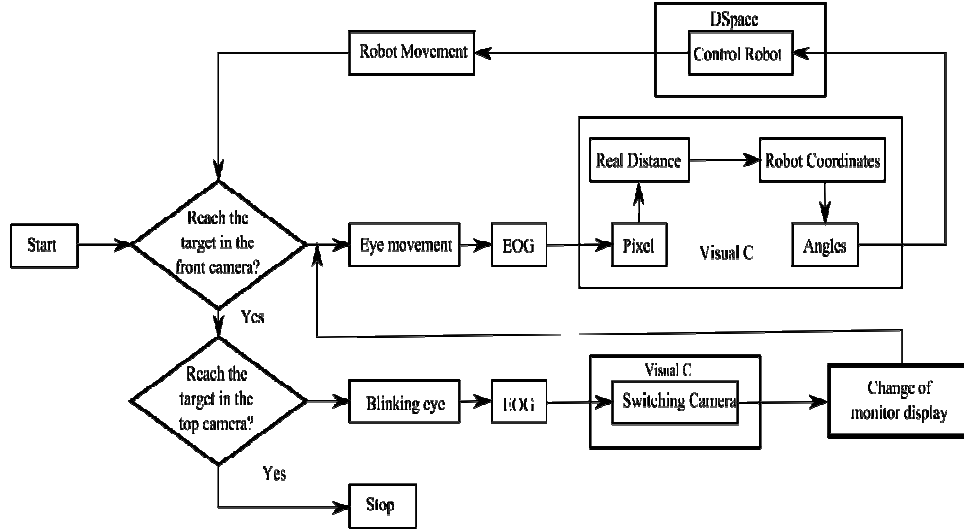 DSpace
Robot Movement
Control Robot
Real Distance
Robot Coordinates
Start
Reach the
target in the
front camera?
Eye movement
EOG
Pixel
Visual C
Angles
Yes
Reach the
target in the
top camera?
Blinking eye
EOG
Visual C
Switching Camera
Change of
monitor display
Yes
Stop